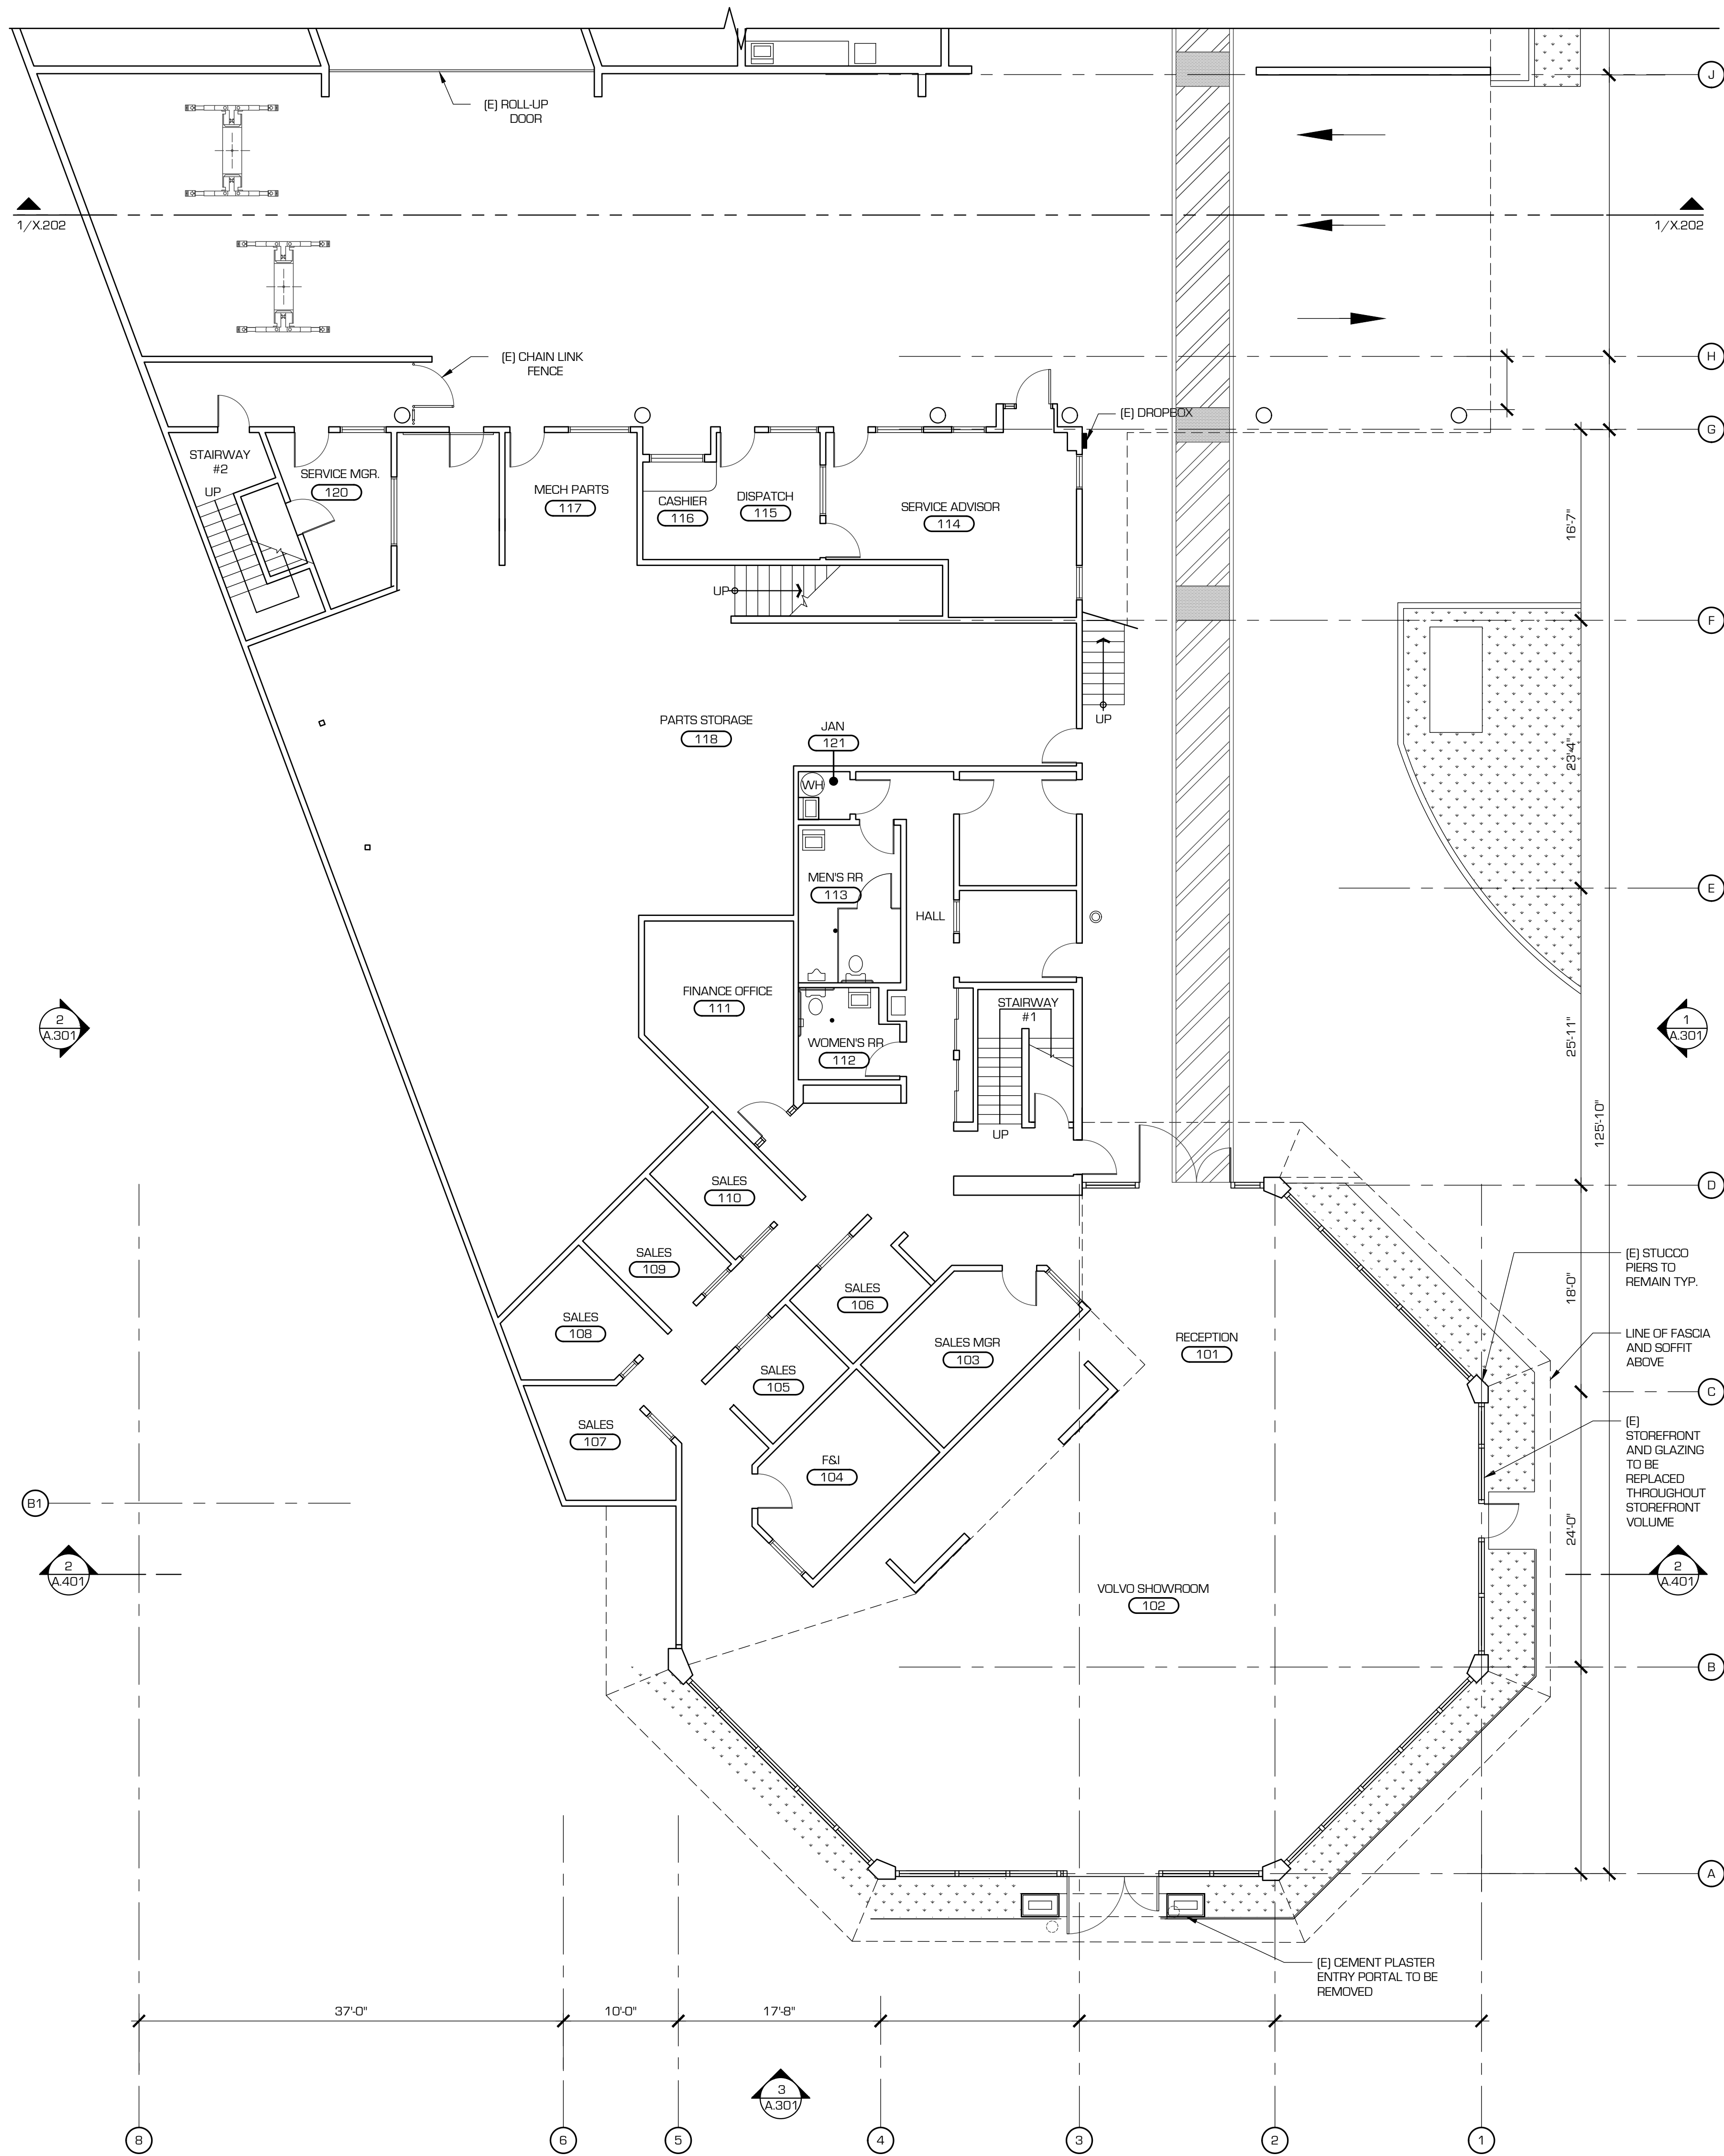 J
(E) ROLL-UP
DOOR
1/X.202
1/X.202
(E) CHAIN LINK
FENCE
H
(E) DROPBOX
G
STAIRWAY
#2
UP
SERVICE MGR.
120
MECH PARTS
117
CASHIER
116
DISPATCH
115
SERVICE ADVISOR
114
16'-7"
UP
F
UP
PARTS STORAGE
118
JAN
121
WH
23'-4"
MEN'S RR
113
HALL
E
FINANCE OFFICE
111
STAIRWAY
#1
2
A.301
1
A.301
WOMEN'S RR
112
25'-11"
UP
125'-10"
SALES
110
D
SALES
109
SALES
106
(E) STUCCO
PIERS TO
REMAIN TYP.
18'-0"
SALES
108
SALES MGR
103
RECEPTION
101
LINE OF FASCIA
AND SOFFIT
ABOVE
SALES
105
C
SALES
107
(E)
STOREFRONT
AND GLAZING
TO BE
REPLACED
THROUGHOUT
STOREFRONT
VOLUME
F&I
104
B1
24'-0"
2
A.401
2
A.401
VOLVO SHOWROOM
102
B
A
(E) CEMENT PLASTER
ENTRY PORTAL TO BE
REMOVED
37'-0"
10'-0"
17'-8"
3
A.301
8
6
5
4
3
2
1